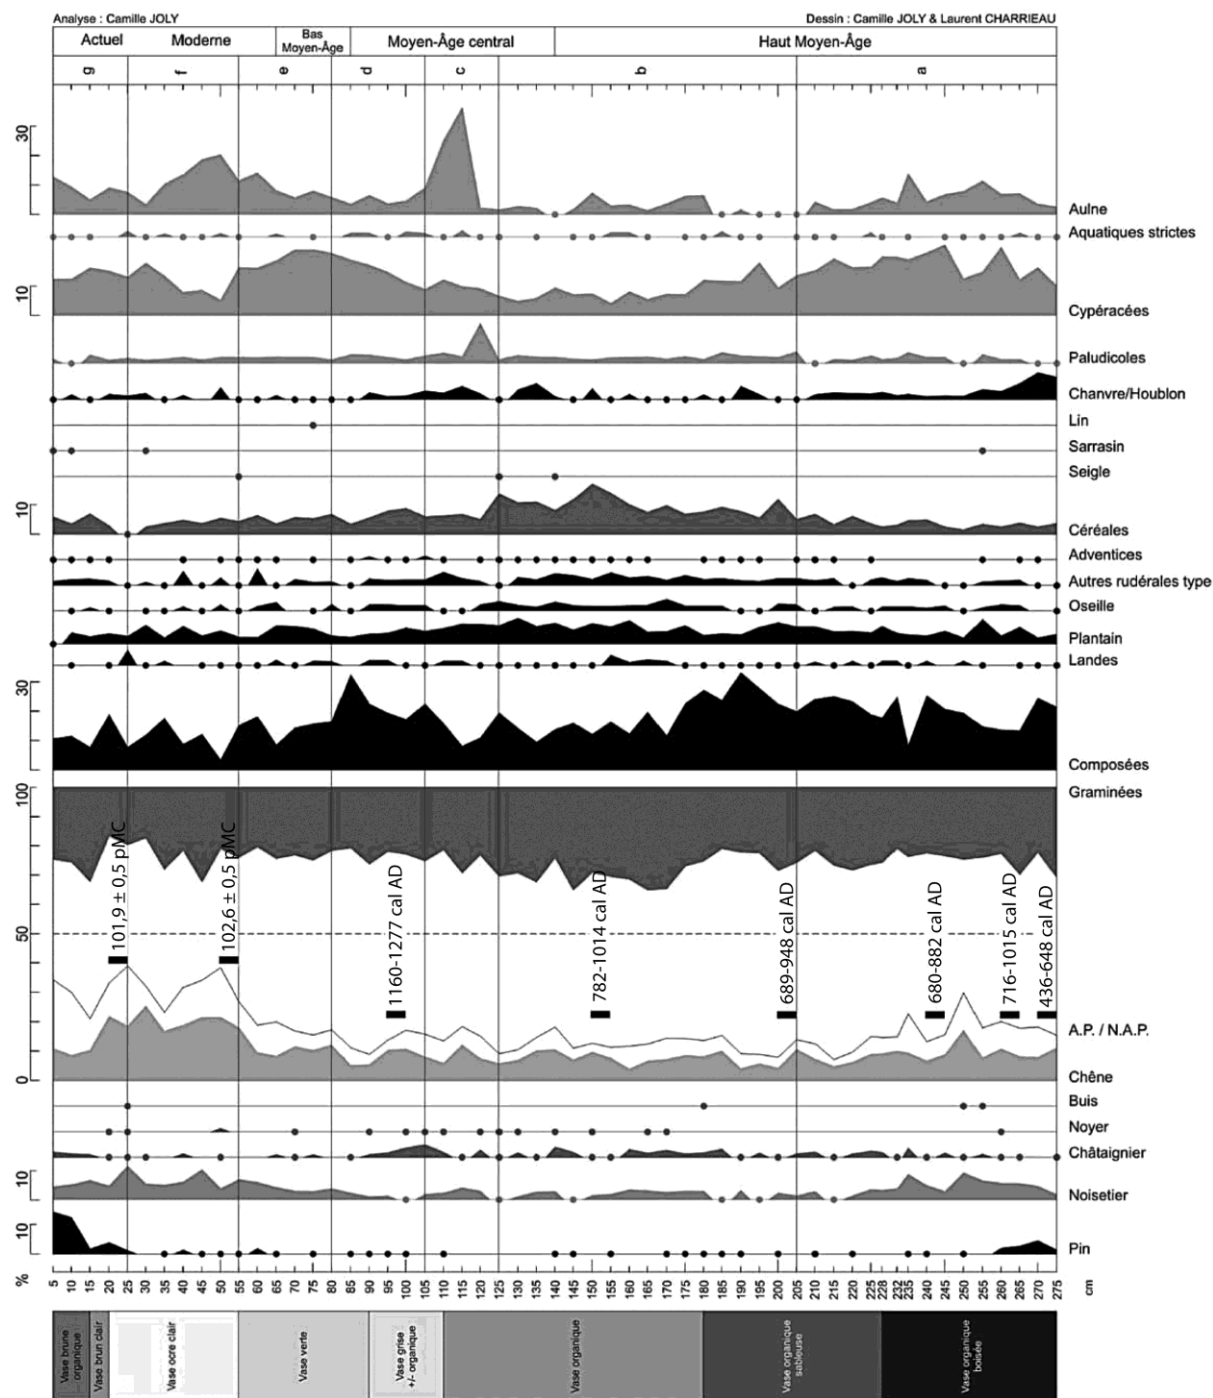 Analyse : Camille JOLY
Dessin : Camille JOLY & Laurent CHARRIEAU
Actuel
Moderne
Bas
Moyen-Âge
Moyen-Âge central
Haut Moyen-Âge
g
f
e
d
c
b
a
30
Aulne
Aquatiques strictes
10
Cypéracées
Paludicoles
Chanvre/Houblon
Lin
Sarrasin
Seigle
10
Céréales
Adventices
Autres rudérales type
Oseille
Plantain
Landes
30
Composées
100
Graminées
101,9 ± 0,5 pMC
102,6 ± 0,5 pMC
1160-1277 cal AD
782-1014 cal AD
689-948 cal AD
680-882 cal AD
716-1015 cal AD
436-648 cal AD
50
A.P. / N.A.P.
0
Chêne
Buis
Noyer
Châtaignier
10
Noisetier
10
Pin
%
5 10 15 20 25 30 35 40 45 50 55 60 65 70 75 80 85 90 95 100 105 110 115 120 125 130 135 140 145 150 155 160 165 170 175 180 185 190 195 200 205 210 215 220 225 228 232 235 240 245 250 255 260 265 270 275
cm
Vase brune
organique
Vase brun clair
Vase ocre clair
Vase verte
Vase grise
+/- organique
Vase organique
Vase organique
sableuse
Vase organique
boisée